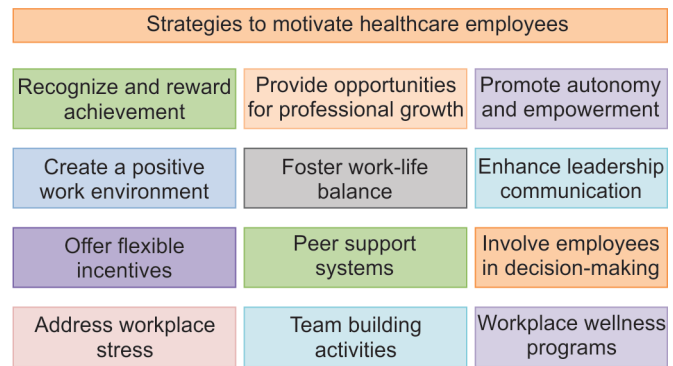 Strategies to motivate healthcare employees
Recognize and reward
achievement
Provide opportunities
for professional growth
Promote autonomy
and empowerment
Create a positive
work environment
Foster work-life
balance
Enhance leadership
communication
Offer flexible
incentives
Peer support
systems
Involve employees
in decision-making
Address workplace
stress
Team building
activities
Workplace wellness
programs